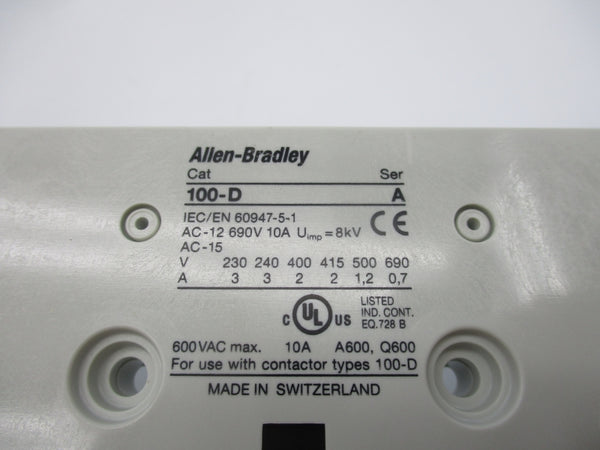 Allen-Bradley
Cat Ser
100-D A
IEC/EN 60947-5-1
AC-12 690V 10A Uimp=8kV CE
AC-15
V 230 240 400 415 500 690
A 3 3 2 2 1,2 0,7
C UL US LISTED
IND. CONT.
EQ.728 B
600VAC max. 10A A600, Q600
For use with contactor types 100-D
MADE IN SWITZERLAND